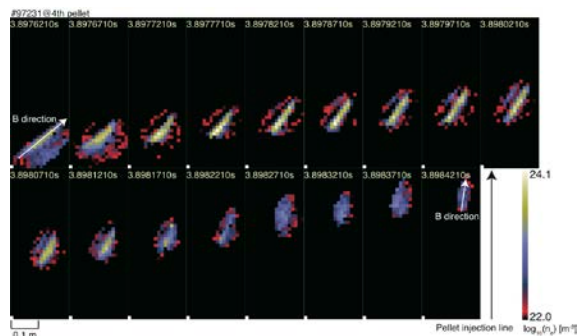 #97231@4th pellet
3.8976210s 3.8976710s 3.8977210s 3.8977710s 3.8978210s 3.8978710s 3.8979210s 3.8979710s 3.8980210s
B direction
3.8980710s 3.8981210s 3.8981710s 3.8982210s 3.8982710s 3.8983210s 3.8983710s 3.8984210s
24.1
B direction
22.0
0.1 m
Pellet injection line
log₁₀(nₑ) [m⁻³]